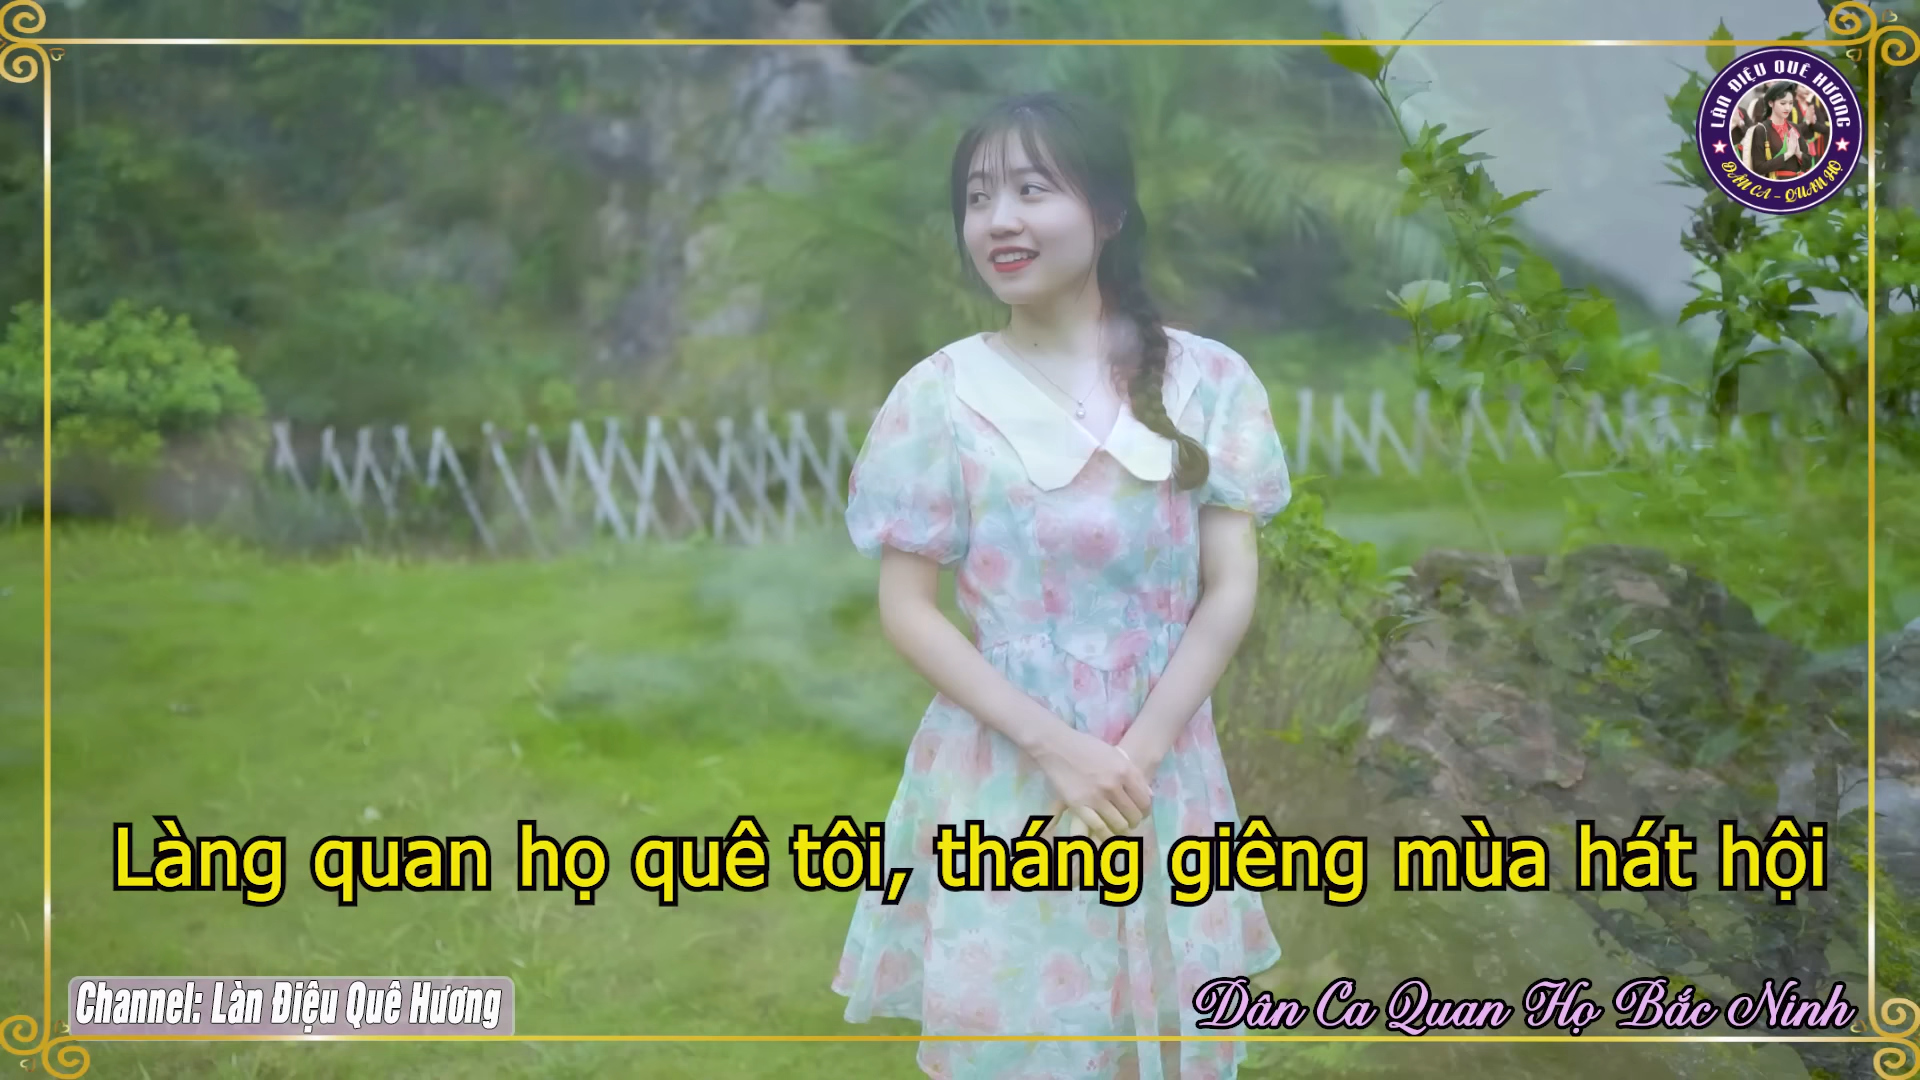 LÀN ĐIỆU QUÊ HƯƠNG
DÂN CA - QUAN HỌ
Làng quan họ quê tôi, tháng giêng mùa hát hội
Channel: Làn Điệu Quê Hương
Dân Ca Quan Họ Bắc Ninh